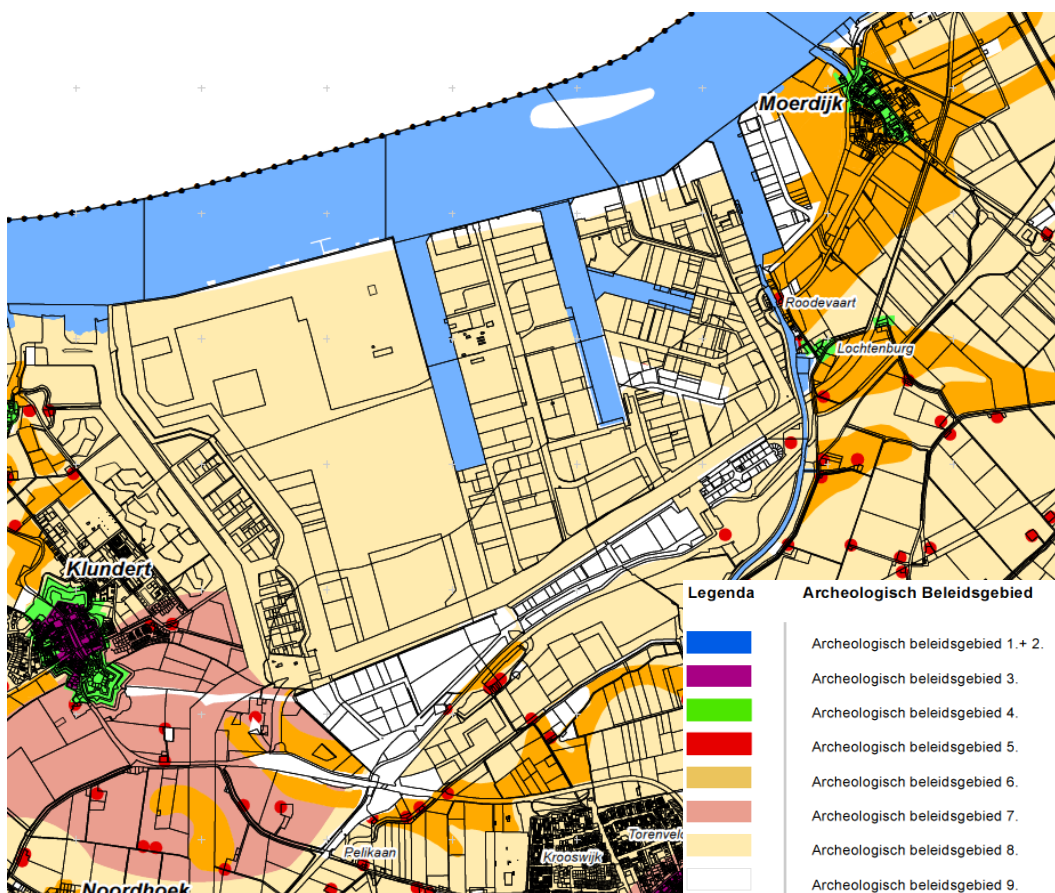 Moerdijk
Roodevaart
Lochtenburg
Klundert
Legenda Archeologisch Beleidsgebied
Archeologisch beleidsgebied 1.+ 2.
Archeologisch beleidsgebied 3.
Archeologisch beleidsgebied 4.
Archeologisch beleidsgebied 5.
Archeologisch beleidsgebied 6.
Archeologisch beleidsgebied 7.
Archeologisch beleidsgebied 8.
Archeologisch beleidsgebied 9.
Torenveld
Pelikaan
Krooswijk
Noordhoek